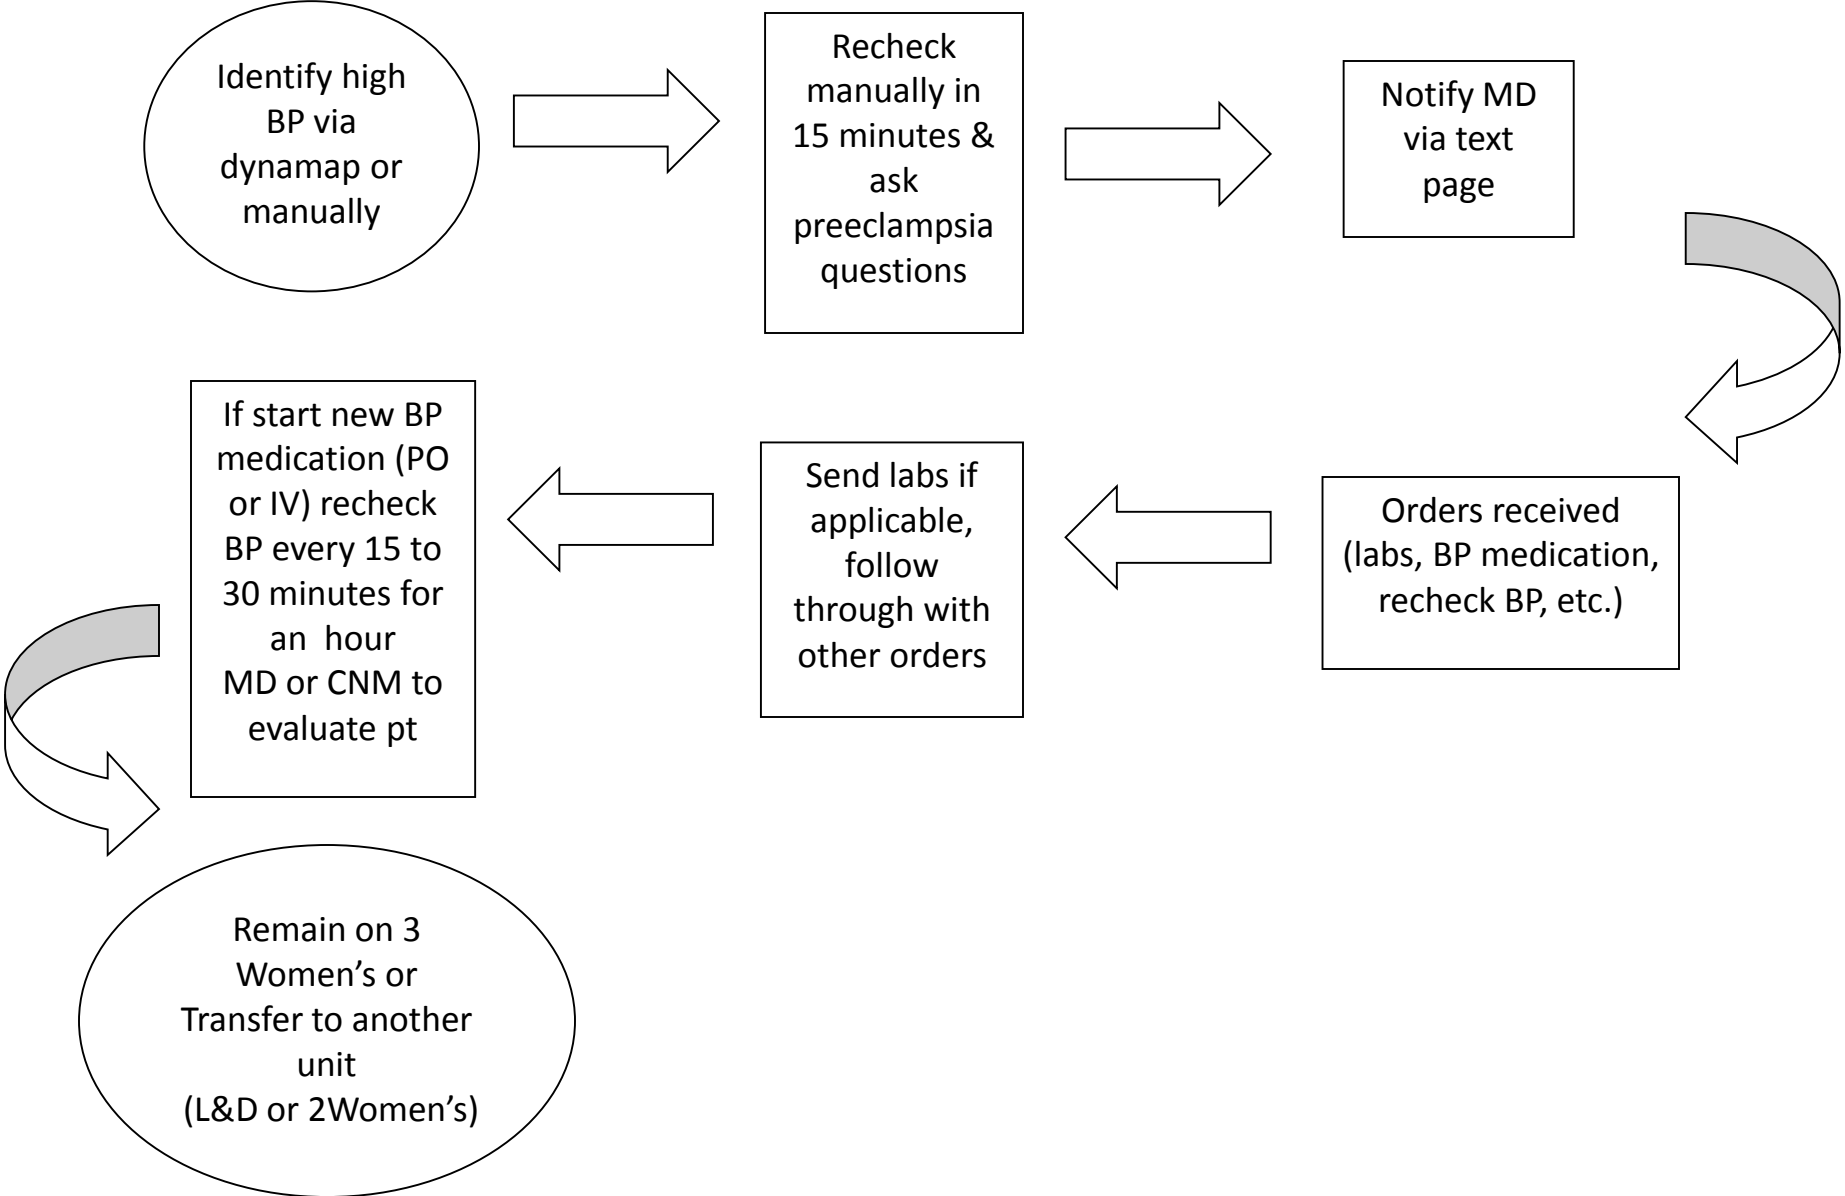 Identify high
BP via
dynamap or
manually
Recheck
manually in
15 minutes &
ask
preeclampsia
questions
Notify MD
via text
page
Orders received
(labs, BP medication,
recheck BP, etc.)
Send labs if
applicable,
follow
through with
other orders
If start new BP
medication (PO
or IV) recheck
BP every 15 to
30 minutes for
an  hour
MD or CNM to
evaluate pt
Remain on 3
Women’s or
Transfer to another
unit
(L&D or 2Women’s)